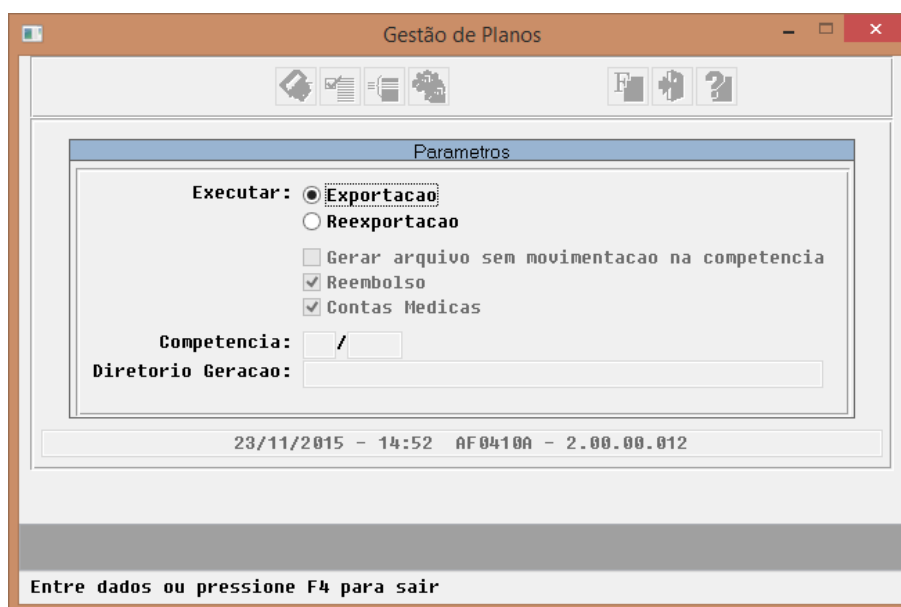 Gestão de Planos
F
?
Parametros
Executar: Exportacao
Reexportacao
Gerar arquivo sem movimentacao na competencia
Reembolso
Contas Medicas
Competencia: /
Diretorio Geracao:
23/11/2015 - 14:52 AF0410A - 2.00.00.012
Entre dados ou pressione F4 para sair